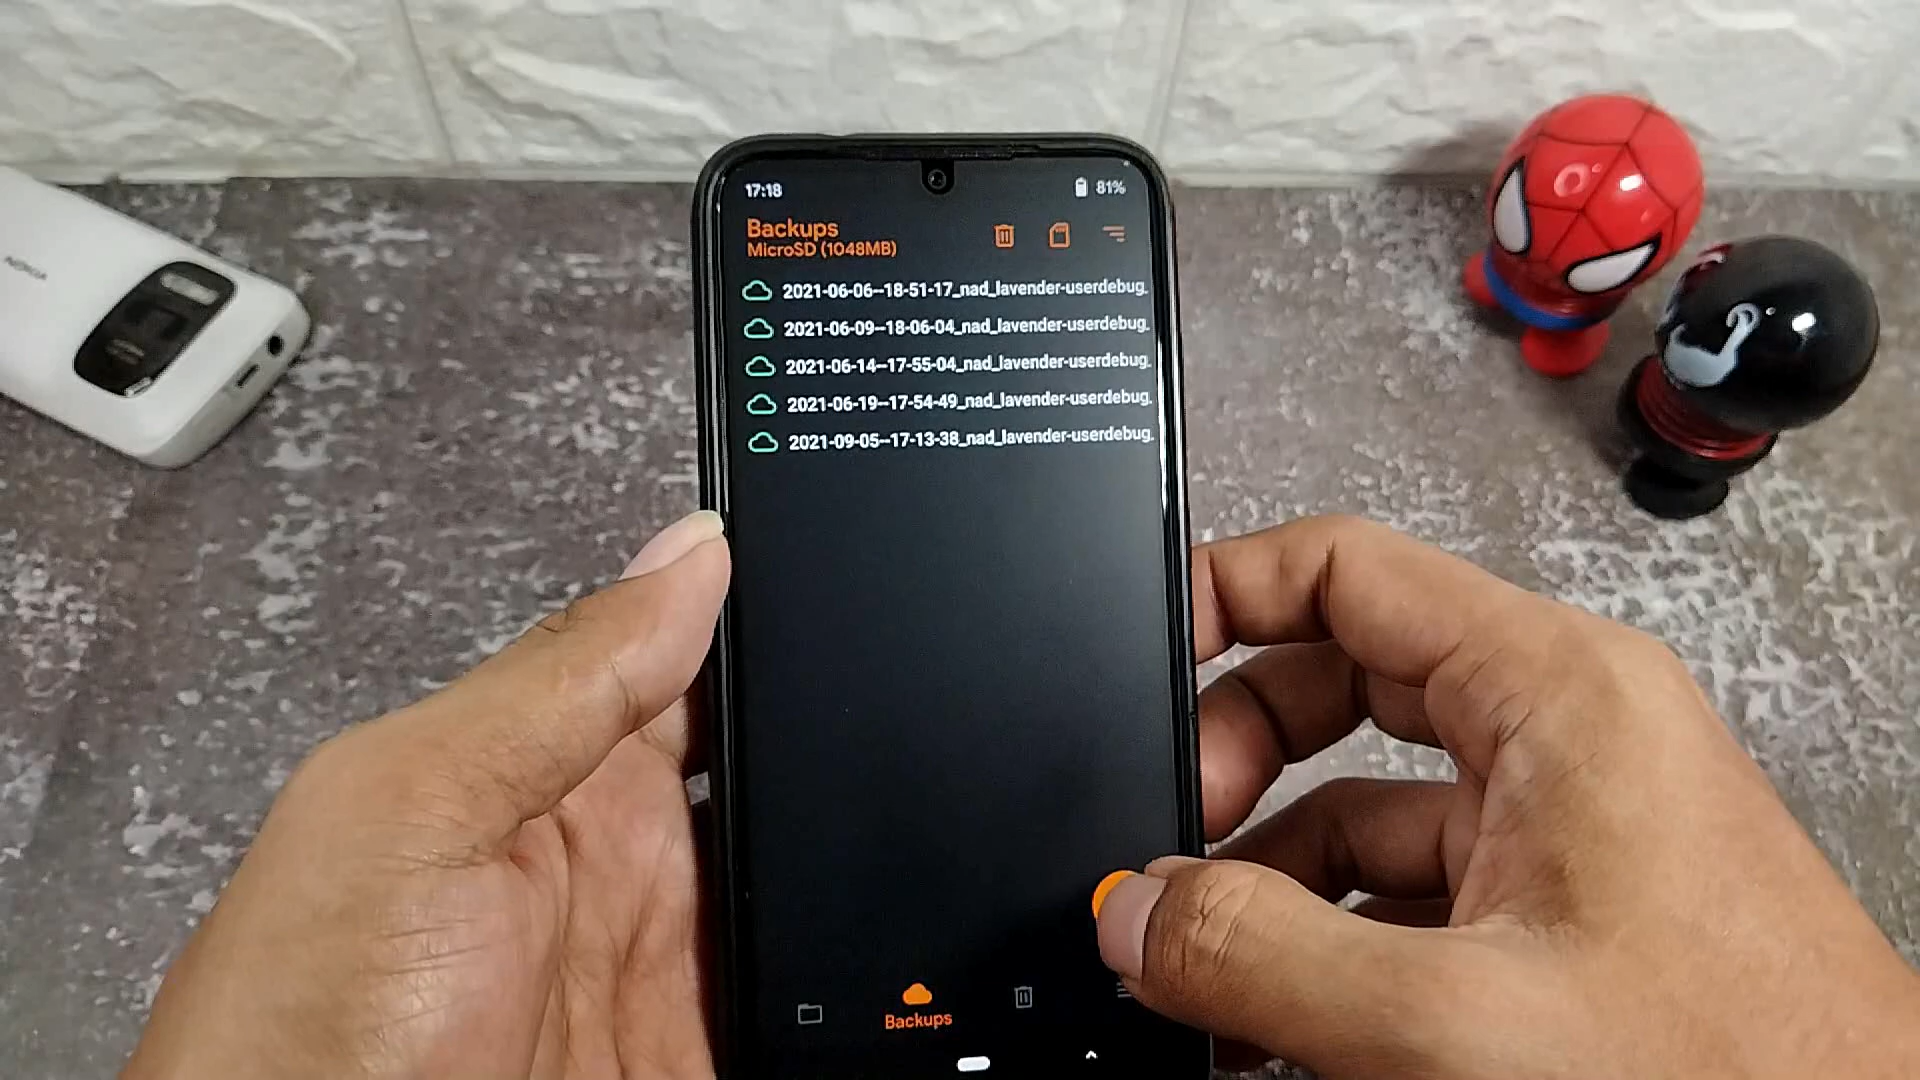 NOKIA
17:18
81%
Backups
MicroSD (1048MB)
2021-06-06--18-51-17_nad_lavender-userdebug.
2021-06-09--18-06-04_nad_lavender-userdebug.
2021-06-14--17-55-04_nad_lavender-userdebug.
2021-06-19--17-54-49_nad_lavender-userdebug.
2021-09-05--17-13-38_nad_lavender-userdebug.
Backups